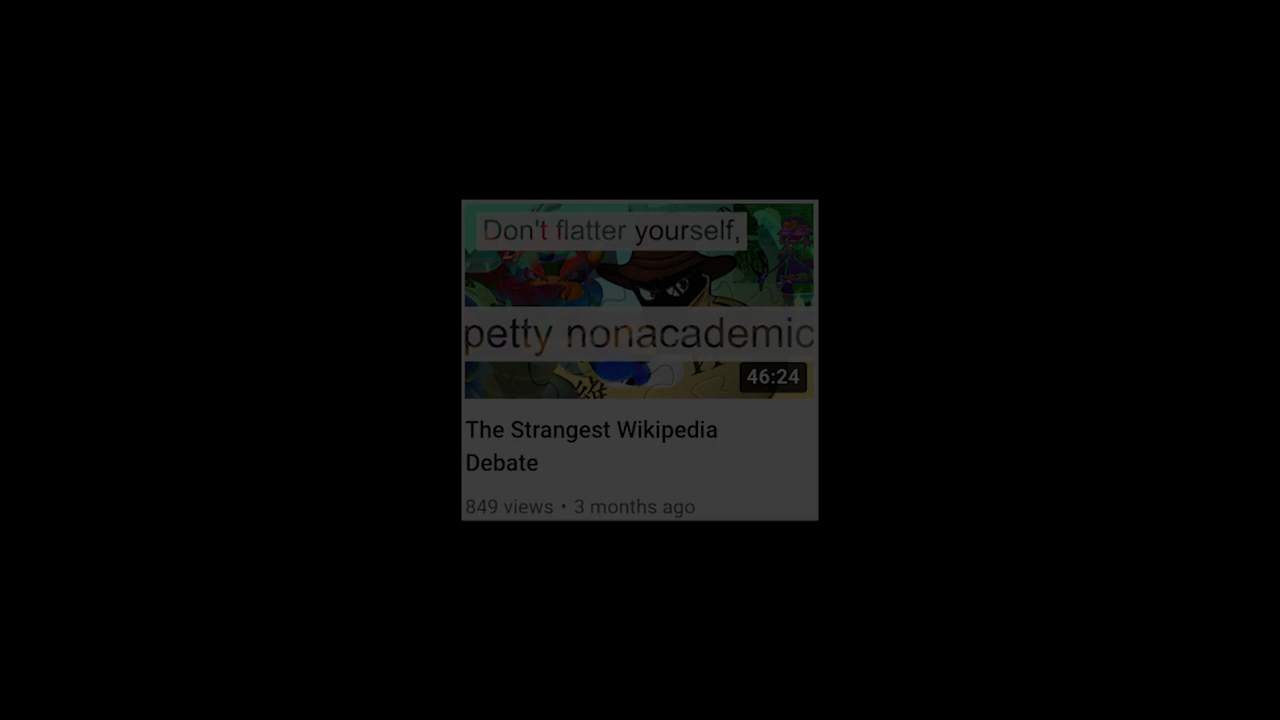 Don't flatter yourself,
petty nonacademic
46:24
The Strangest Wikipedia
Debate
849 views • 3 months ago